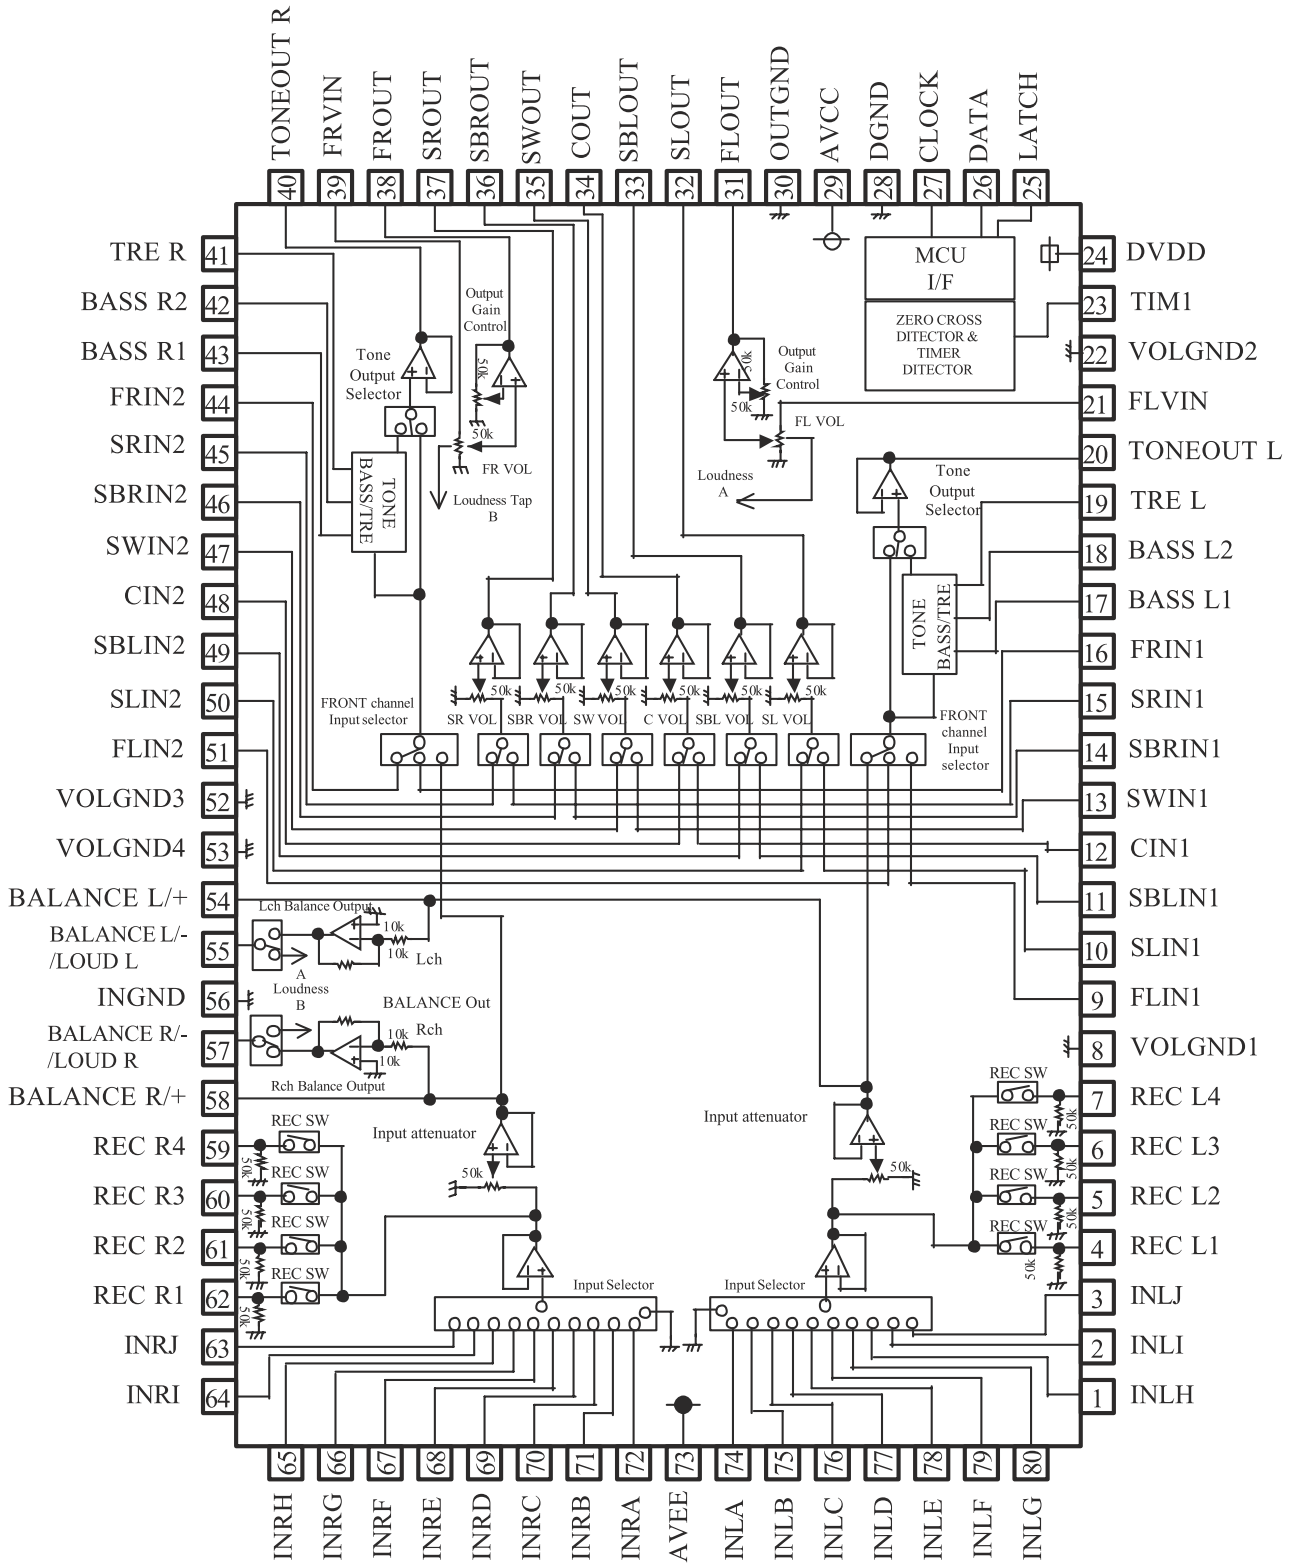 TONEOUT R
FRVIN
FROUT
SROUT
SBROUT
SWOUT
COUT
SBLOUT
SLOUT
FLOUT
OUTGND
AVCC
DGND
CLOCK
DATA
LATCH
40
39
38
37
36
35
34
33
32
31
30
29
28
27
26
25
TRE R
41
BASS R2
42
BASS R1
43
FRIN2
44
SRIN2
45
SBRIN2
46
SWIN2
47
CIN2
48
SBLIN2
49
SLIN2
50
FLIN2
51
VOLGND3
52
VOLGND4
53
BALANCE L/+
54
BALANCE L/-
/LOUD L
55
INGND
56
BALANCE R/-
/LOUD R
57
BALANCE R/+
58
REC R4
59
REC R3
60
REC R2
61
REC R1
62
INRJ
63
INRI
64
24
DVDD
23
TIM1
22
VOLGND2
21
FLVIN
20
TONEOUT L
19
TRE L
18
BASS L2
17
BASS L1
16
FRIN1
15
SRIN1
14
SBRIN1
13
SWIN1
12
CIN1
11
SBLIN1
10
SLIN1
9
FLIN1
8
VOLGND1
7
REC L4
6
REC L3
5
REC L2
4
REC L1
3
INLJ
2
INLI
1
INLH
MCU
I/F
ZERO CROSS
DITECTOR &
TIMER
DITECTOR
Output
Gain
Control
50k
50k
FR VOL
Loudness Tap
B
Tone
Output
Selector
TONE
BASS/TRE
Output
Gain
Control
50k
50k
FL VOL
Loudness
A
Tone
Output
Selector
TONE
BASS/TRE
FRONT channel
Input selector
50k
50k
50k
50k
50k
50k
SR VOL
SBR VOL
SW VOL
C VOL
SBL VOL
SL VOL
FRONT
channel
Input
selector
Lch Balance Output
10k
10k
Lch
A
Loudness
B
BALANCE Out
Rch
10k
10k
Rch Balance Output
Input attenuator
50k
Input attenuator
50k
REC SW
50k
REC SW
50k
REC SW
50k
REC SW
50k
REC SW
50k
REC SW
50k
REC SW
50k
REC SW
50k
Input Selector
Input Selector
65
66
67
68
69
70
71
72
73
74
75
76
77
78
79
80
INRH
INRG
INRF
INRE
INRD
INRC
INRB
INRA
AVEE
INLA
INLB
INLC
INLD
INLE
INLF
INLG